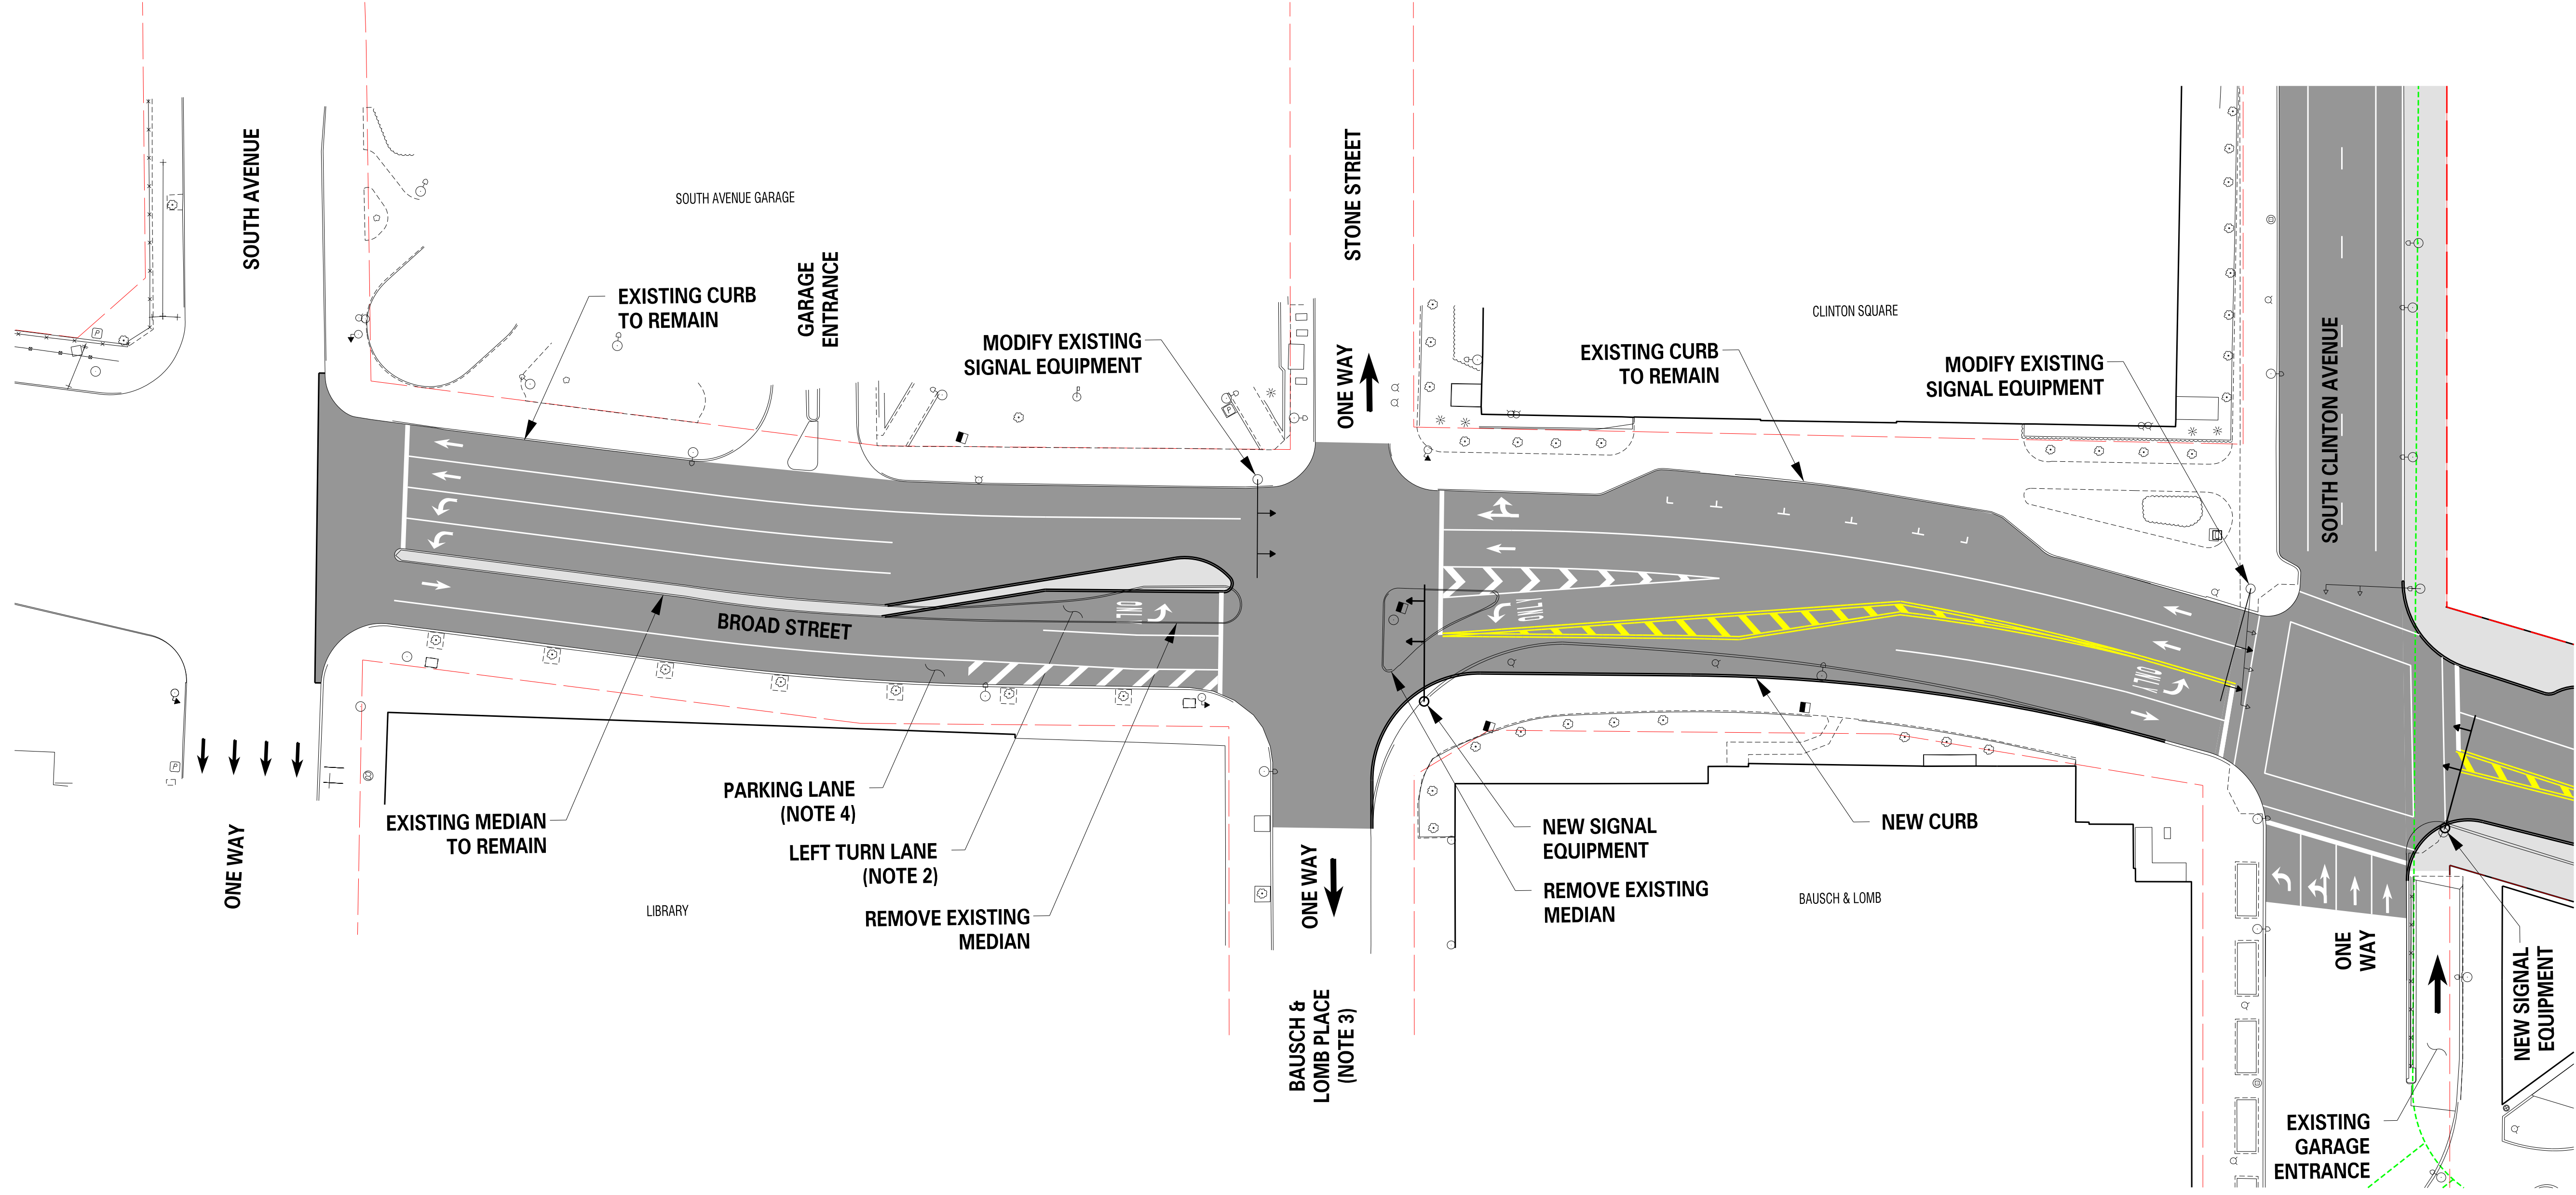 SOUTH AVENUE
SOUTH AVENUE GARAGE
EXISTING CURB
TO REMAIN
GARAGE
ENTRANCE
MODIFY EXISTING
SIGNAL EQUIPMENT
STONE STREET
ONE WAY
EXISTING CURB
TO REMAIN
CLINTON SQUARE
MODIFY EXISTING
SIGNAL EQUIPMENT
SOUTH CLINTON AVENUE
P
P
P
BROAD STREET
ONLY
ONLY
ONLY
P
ONE WAY
EXISTING MEDIAN
TO REMAIN
PARKING LANE
(NOTE 4)
LEFT TURN LANE
(NOTE 2)
REMOVE EXISTING
MEDIAN
LIBRARY
ONE WAY
BAUSCH &
LOMB PLACE
(NOTE 3)
NEW SIGNAL
EQUIPMENT
REMOVE EXISTING
MEDIAN
NEW CURB
BAUSCH & LOMB
ONE
WAY
NEW SIGNAL
EQUIPMENT
EXISTING
GARAGE
ENTRANCE